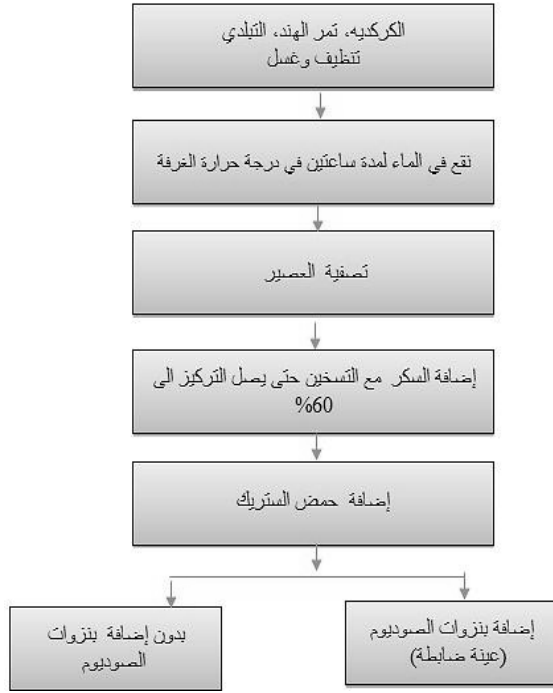 الكركديه، تمر الهند، التبلدي
تنظيف وغسل
نقع في الماء لمدة ساعتين في درجة حرارة الغرفة
تصفية العصير
إضافة السكر مع التسخين حتى يصل التركيز الى
60%
إضافة حمض الستريك
إضافة بنزوات الصوديوم
(عينة ضابطة)
بدون إضافة بنزوات
الصوديوم